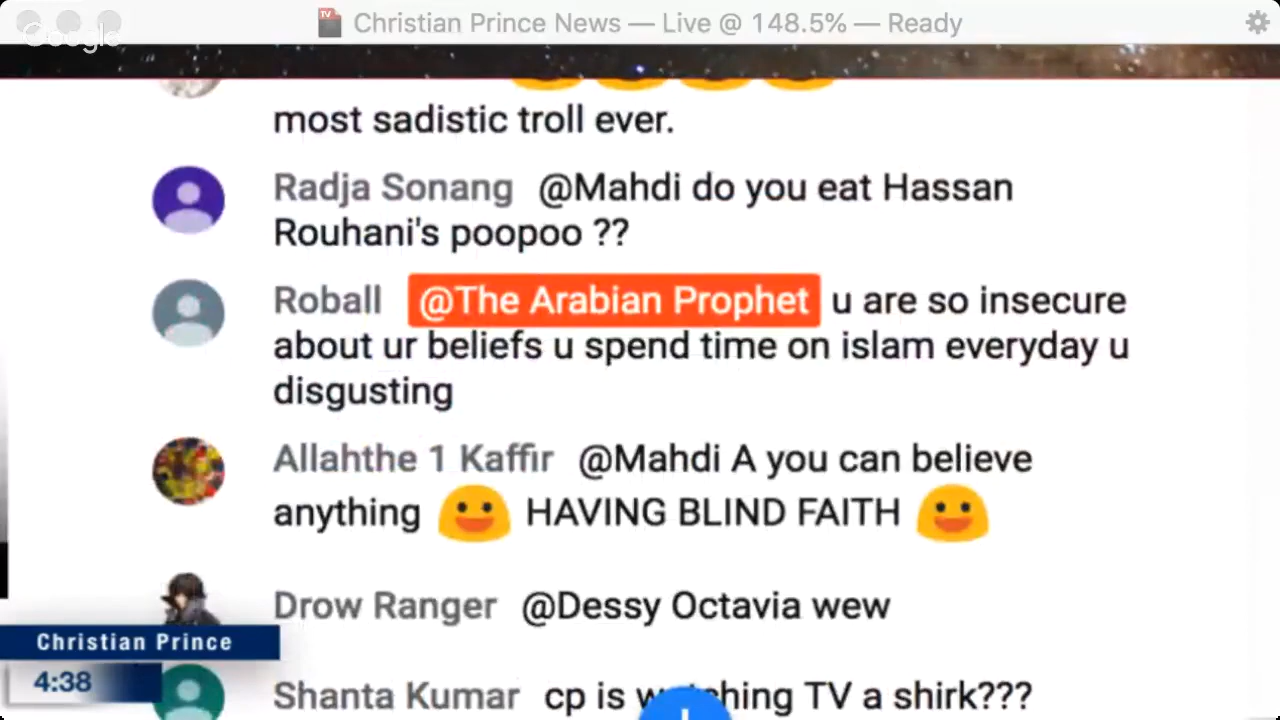 TV Christian Prince News — Live @ 148.5% — Ready
Google
most sadistic troll ever.
Radja Sonang @Mahdi do you eat Hassan
Rouhani's poopoo ??
Roball @The Arabian Prophet u are so insecure
about ur beliefs u spend time on islam everyday u
disgusting
Allahthe 1 Kaffir @Mahdi A you can believe
anything HAVING BLIND FAITH
Drow Ranger @Dessy Octavia wew
Christian Prince
4:38
Shanta Kumar cp is watching TV a shirk???